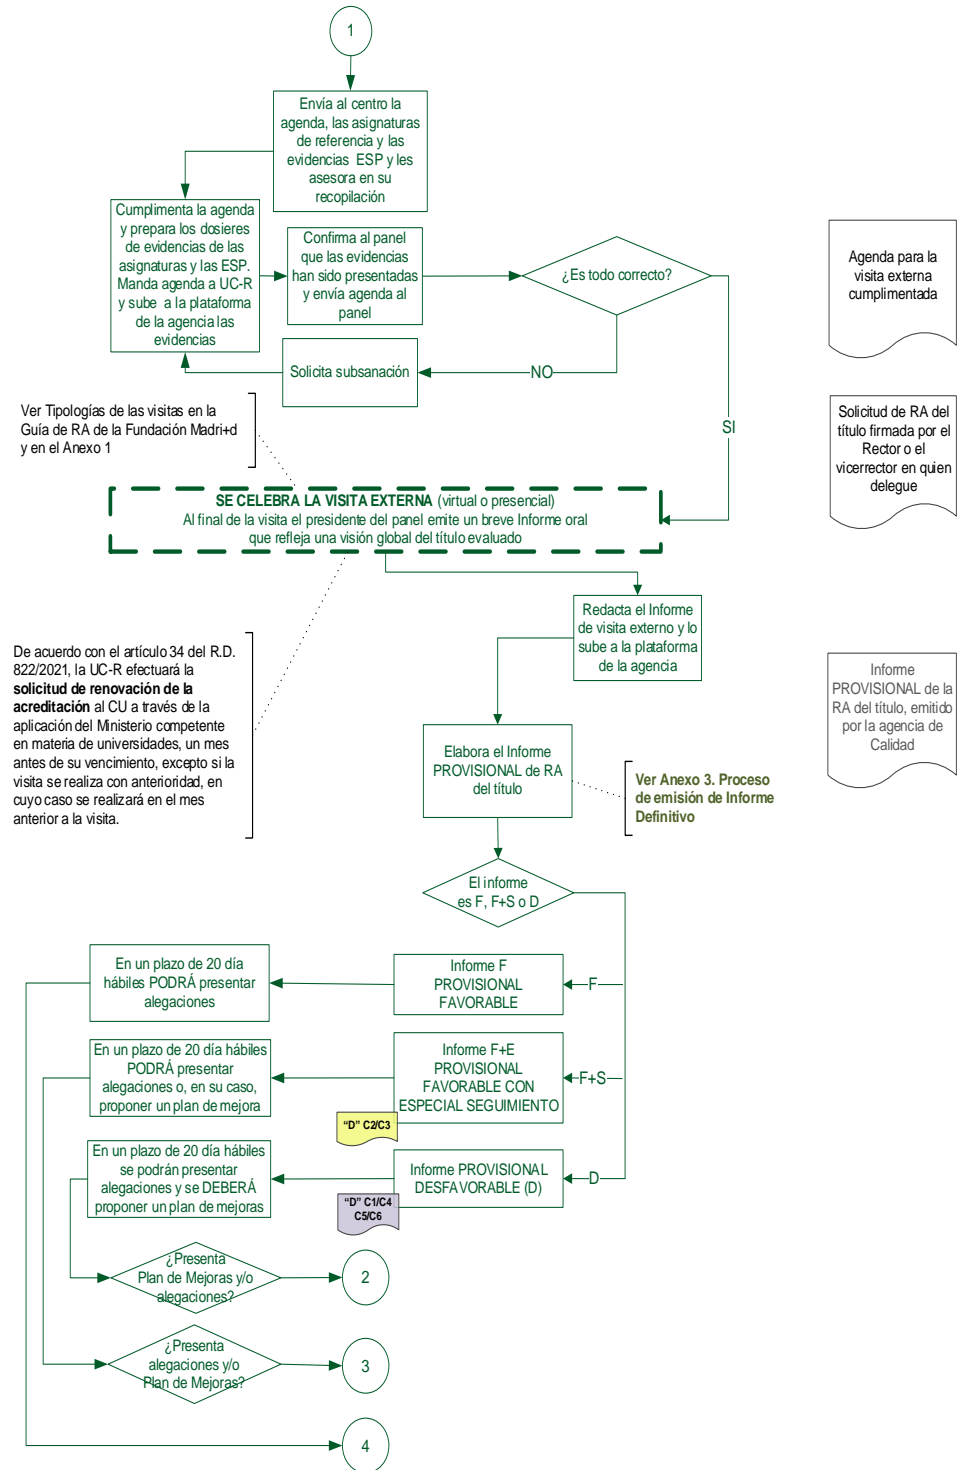 1
Envía al centro la
agenda, las asignaturas
de referencia y las
evidencias ESP y les
asesora en su
recopilación
Cumplimenta la agenda
y prepara los dosieres
de evidencias de las
asignaturas y las ESP.
Manda agenda a UC-R
y sube a la plataforma
de la agencia las
evidencias
Confirma al panel
que las evidencias
han sido presentadas
y envía agenda al
panel
¿Es todo correcto?
Agenda para la
visita externa
cumplimentada
Solicita subsanación
NO
SI
Ver Tipologías de las visitas en la
Guía de RA de la Fundación Madri+d
y en el Anexo 1
Solicitud de RA del
título firmada por el
Rector o el
vicerrector en quien
delegue
SE CELEBRA LA VISITA EXTERNA (virtual o presencial)
Al final de la visita el presidente del panel emite un breve Informe oral
que refleja una visión global del título evaluado
Redacta el Informe
de visita externo y lo
sube a la plataforma
de la agencia
De acuerdo con el artículo 34 del R.D.
822/2021, la UC-R efectuará la
solicitud de renovación de la
acreditación al CU a través de la
aplicación del Ministerio competente
en materia de universidades, un mes
antes de su vencimiento, excepto si la
visita se realiza con anterioridad, en
cuyo caso se realizará en el mes
anterior a la visita.
Informe
PROVISIONAL de la
RA del título, emitido
por la agencia de
Calidad
Elabora el Informe
PROVISIONAL de RA
del título
Ver Anexo 3. Proceso
de emisión de Informe
Definitivo
El informe
es F, F+S o D
En un plazo de 20 día
hábiles PODRÁ presentar
alegaciones
Informe F
PROVISIONAL
FAVORABLE
F
En un plazo de 20 día hábiles
PODRÁ presentar
alegaciones o, en su caso,
proponer un plan de mejora
Informe F+E
PROVISIONAL
FAVORABLE CON
ESPECIAL SEGUIMIENTO
F+S
"D" C2/C3
En un plazo de 20 día hábiles
se podrán presentar
alegaciones y se DEBERÁ
proponer un plan de mejoras
Informe PROVISIONAL
DESFAVORABLE (D)
D
"D" C1/C4
C5/C6
¿Presenta
Plan de Mejoras y/o
alegaciones?
2
¿Presenta
alegaciones y/o
Plan de Mejoras?
3
4